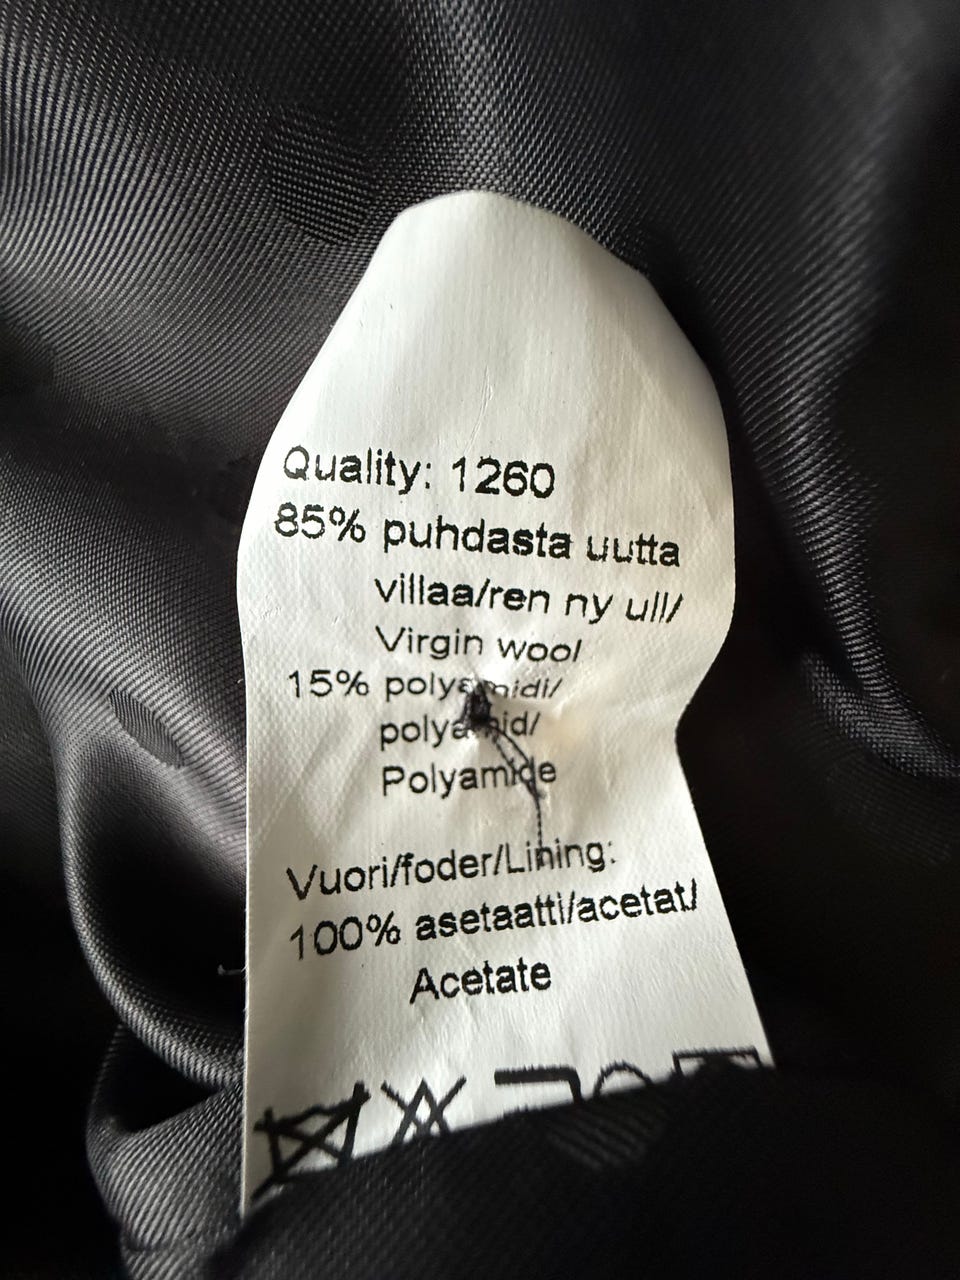 Quality: 1260
85% puhdasta uutta
villaa/ren ny ull/
Virgin wool
15% polyamidi/
polyamid/
Polyamide
Vuori/foder/Lining:
100% asetaatti/acetat/
Acetate